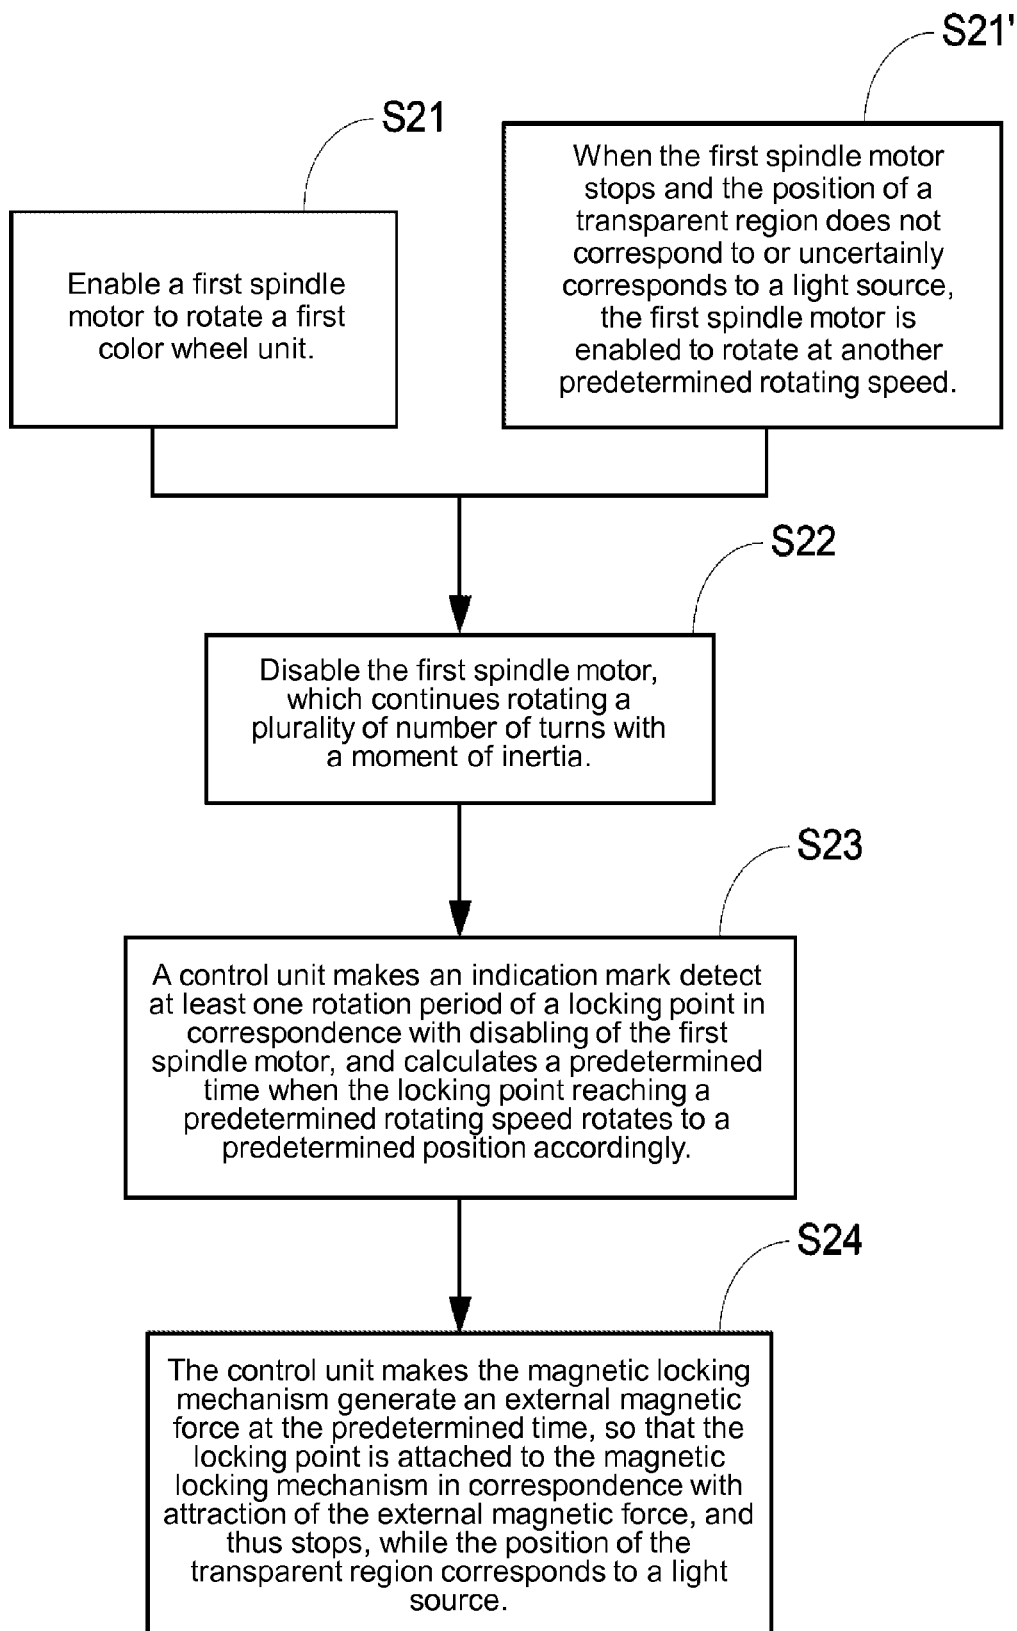 S21'
S21
When the first spindle motor
stops and the position of a
transparent region does not
correspond to or uncertainly
corresponds to a light source,
the first spindle motor is
enabled to rotate at another
predetermined rotating speed.
Enable a first spindle
motor to rotate a first
color wheel unit.
S22
Disable the first spindle motor,
which continues rotating a
plurality of number of turns with
a moment of inertia.
S23
A control unit makes an indication mark detect
at least one rotation period of a locking point in
correspondence with disabling of the first
spindle motor, and calculates a predetermined
time when the locking point reaching a
predetermined rotating speed rotates to a
predetermined position accordingly.
S24
The control unit makes the magnetic locking
mechanism generate an external magnetic
force at the predetermined time, so that the
locking point is attached to the magnetic
locking mechanism in correspondence with
attraction of the external magnetic force, and
thus stops, while the position of the
transparent region corresponds to a light
source.